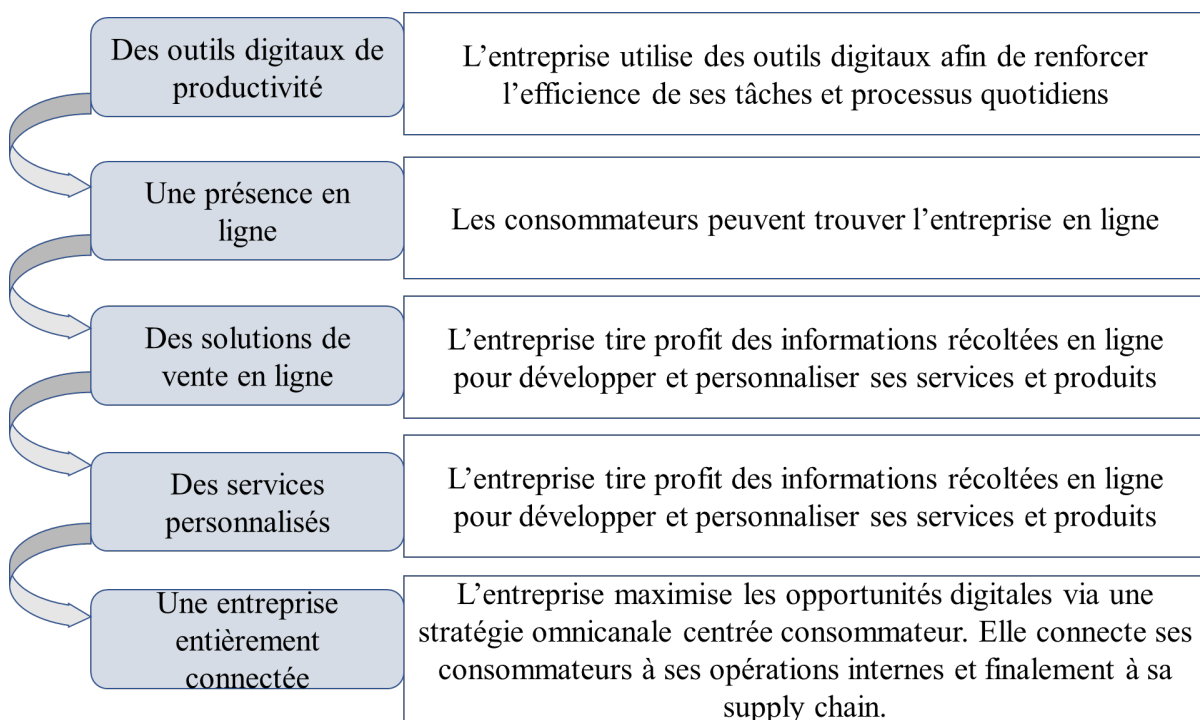 Des outils digitaux de
productivité
L’entreprise utilise des outils digitaux afin de renforcer
l’efficience de ses tâches et processus quotidiens
Une présence en
ligne
Les consommateurs peuvent trouver l’entreprise en ligne
Des solutions de
vente en ligne
L’entreprise tire profit des informations récoltées en ligne
pour développer et personnaliser ses services et produits
Des services
personnalisés
L’entreprise tire profit des informations récoltées en ligne
pour développer et personnaliser ses services et produits
Une entreprise
entièrement
connectée
L’entreprise maximise les opportunités digitales via une
stratégie omnicanale centrée consommateur. Elle connecte ses
consommateurs à ses opérations internes et finalement à sa
supply chain.